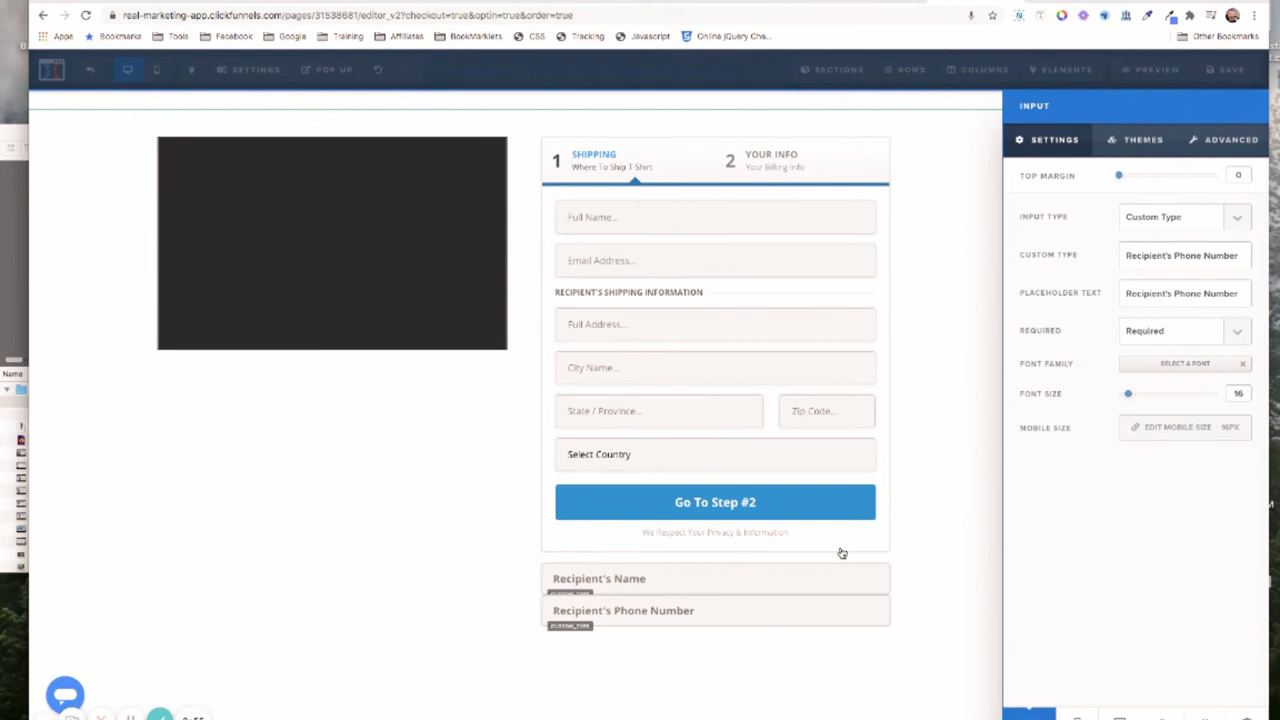 real-marketing-app.clickfunnels.com/pages/31538681/editor_v2?checkout=true&optin=true&order=true
Apps Bookmarks Tools Facebook Google Training Affiliates BookMarklets CSS Tracking Javascript Online jQuery Che... Other Bookmarks
SETTINGS POP UP SECTIONS ROWS COLUMNS ELEMENTS PREVIEW SAVE
INPUT
SETTINGS THEMES ADVANCED
1 SHIPPING
Where To Ship T-Shirt
2 YOUR INFO
Your Billing Info
Full Name...
Email Address...
RECIPIENT'S SHIPPING INFORMATION
Full Address...
City Name...
State / Province... Zip Code...
Select Country
Go To Step #2
We Respect Your Privacy & Information
Recipient's Name
CUSTOM_TYPE
Recipient's Phone Number
CUSTOM_TYPE
TOP MARGIN 0
INPUT TYPE Custom Type
CUSTOM TYPE Recipient's Phone Number
PLACEHOLDER TEXT Recipient's Phone Number
REQUIRED Required
FONT FAMILY SELECT A FONT
FONT SIZE 16
MOBILE SIZE EDIT MOBILE SIZE 16PX
Name